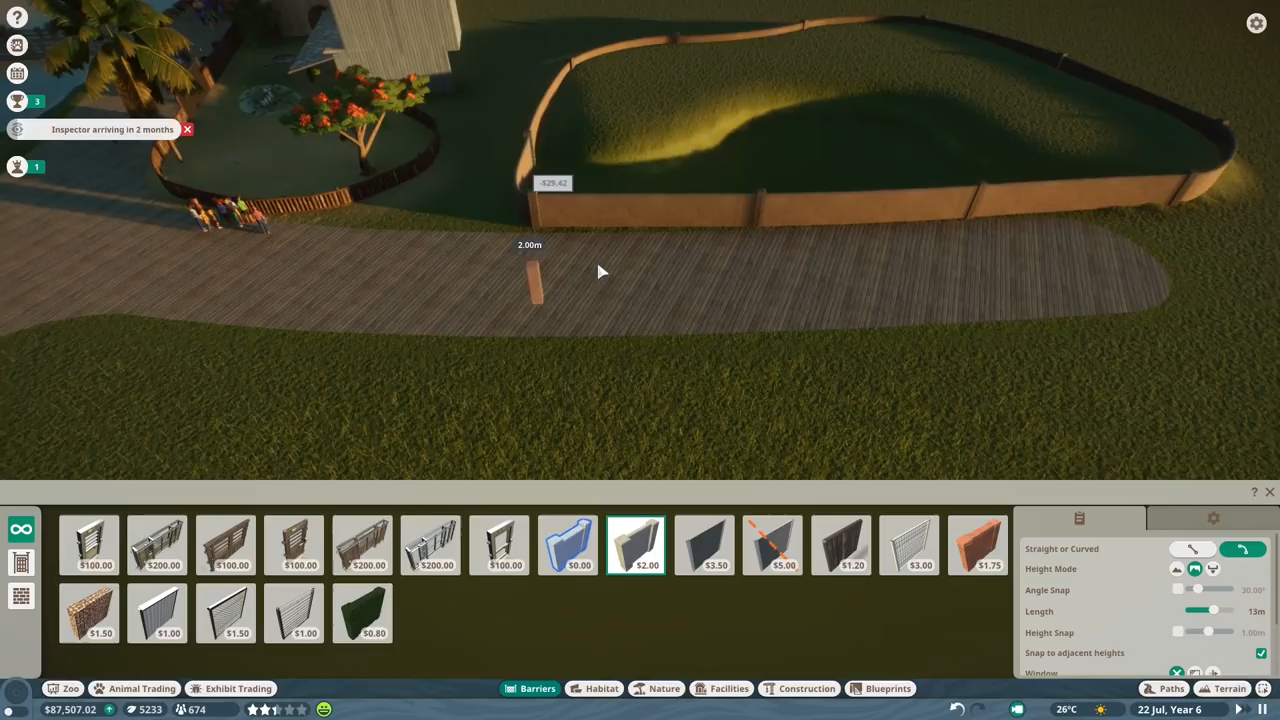 3
Inspector arriving in 2 months
1
-$29.42
2.00m
$100.00
$200.00
$100.00
$100.00
$200.00
$200.00
$100.00
$0.00
$2.00
$3.50
$5.00
$1.20
$3.00
$1.75
$1.50
$1.00
$1.50
$1.00
$0.80
Straight or Curved
Height Mode
Angle Snap 30.00°
Length 13m
Height Snap 1.00m
Snap to adjacent heights
Window
Zoo Animal Trading Exhibit Trading Barriers Habitat Nature Facilities Construction Blueprints Paths Terrain
$87,507.02 5233 674 26°C 22 Jul, Year 6